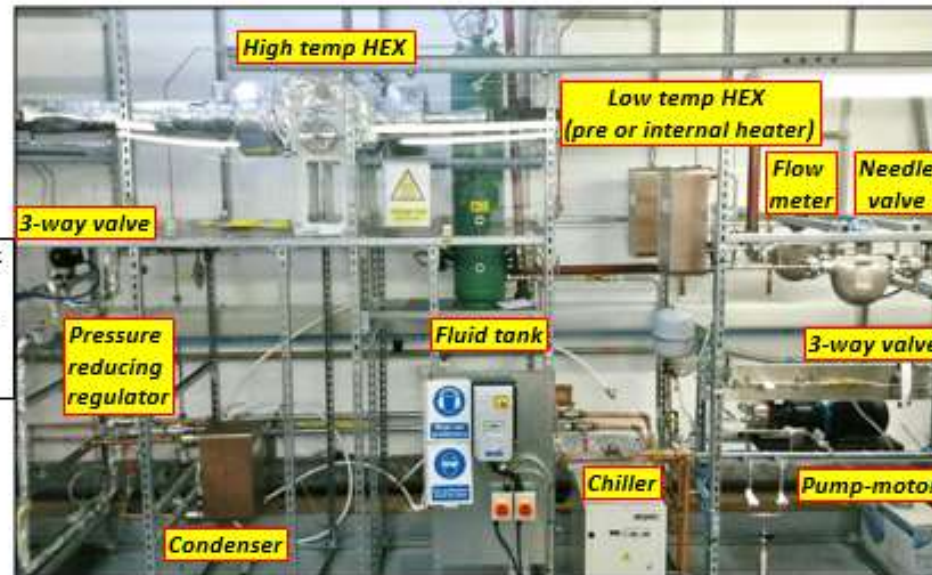 High temp HEX
Low temp HEX
(pre or internal heater)
Flow
meter
Needle
valve
3-way valve
Pressure
reducing
regulator
Fluid tank
3-way valve
Chiller
Pump-motor
Condenser